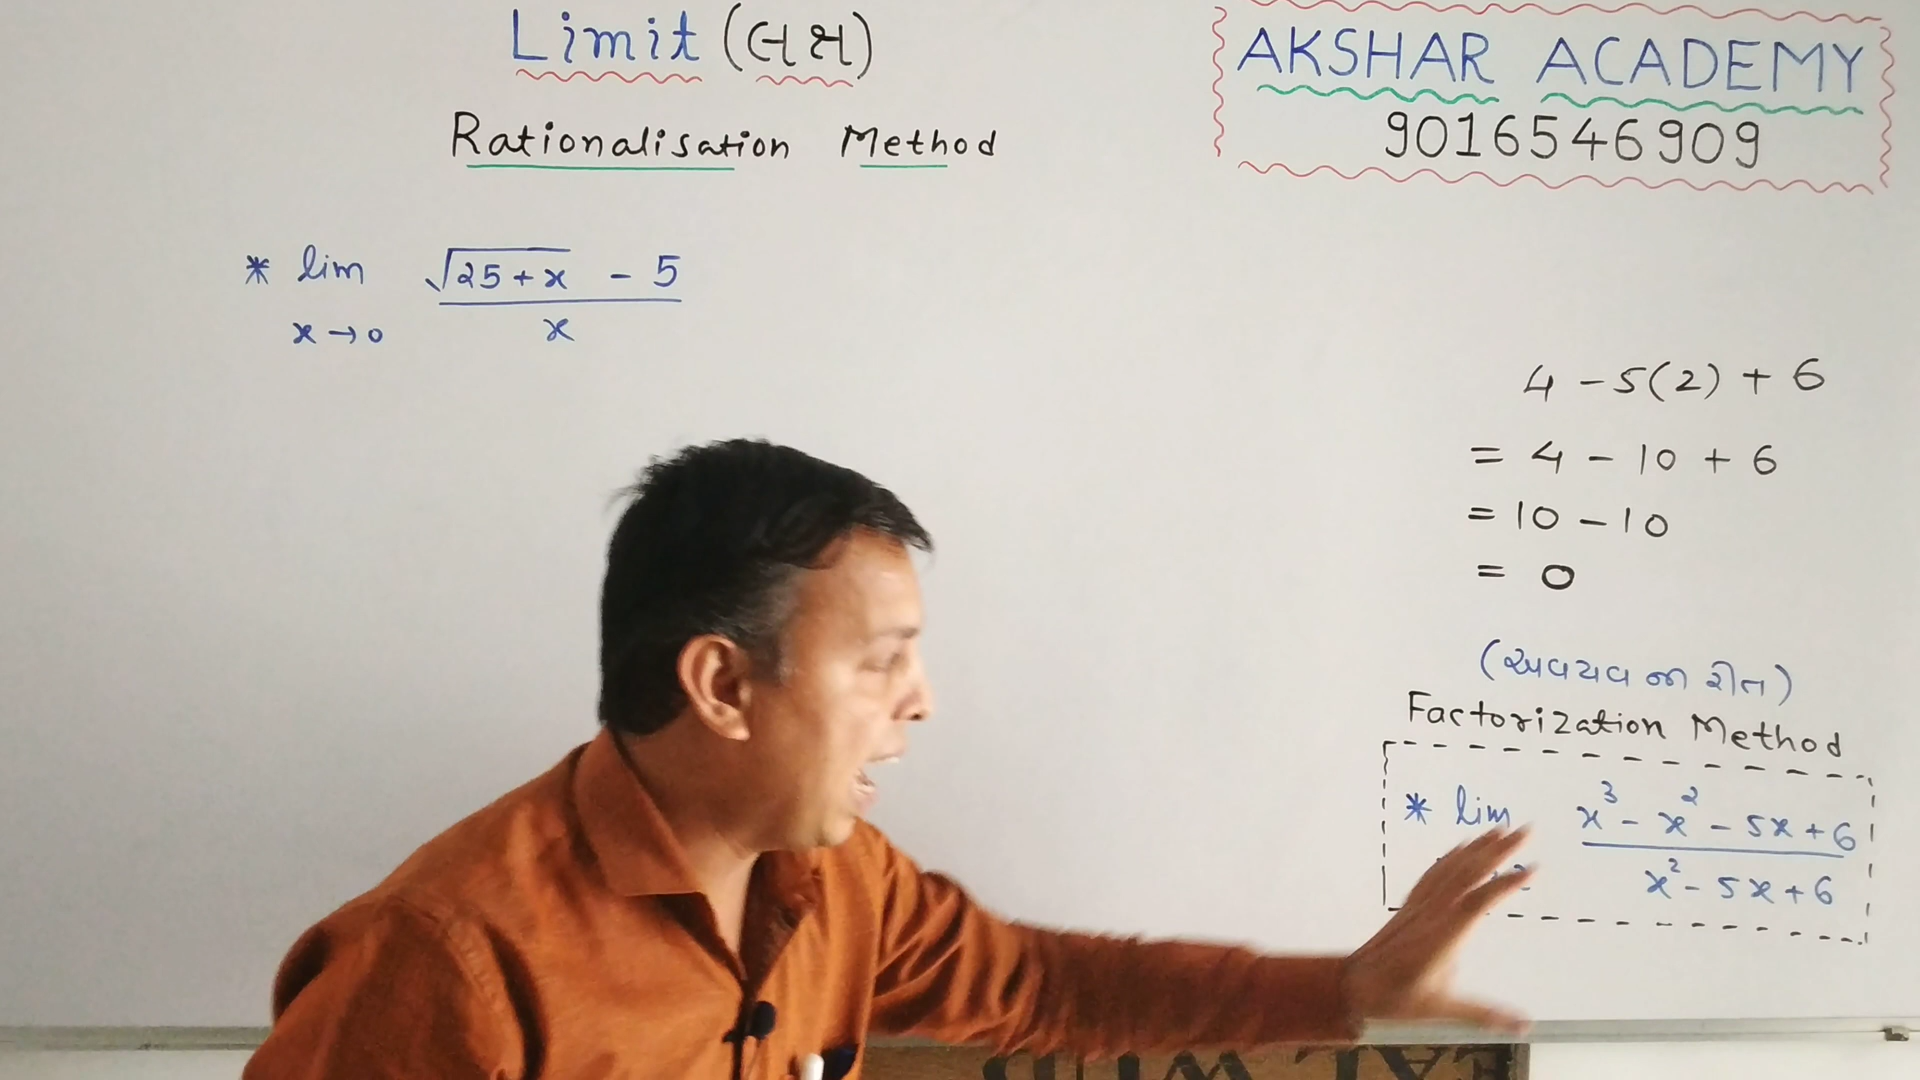 Limit (લક્ષ)
Rationalisation Method
AKSHAR ACADEMY
9016546909
* lim √25+x - 5
x→0 x
4 - 5(2) + 6
= 4 - 10 + 6
= 10 - 10
= 0
(અવયવની રીત)
Factorization Method
* lim x³ - x² - 5x + 6
x² - 5x + 6